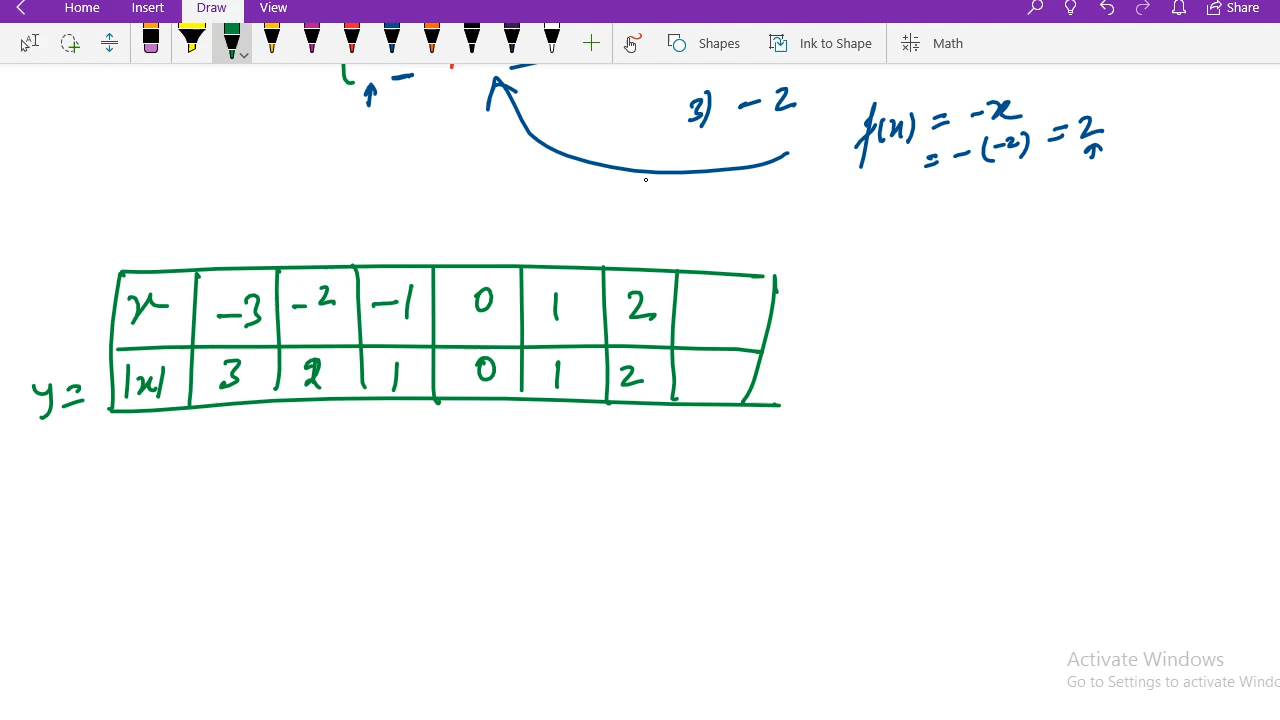 Home Insert Draw View Share
Shapes Ink to Shape Math
3) - 2
f(x) = -x
= -(-2) = 2
x -3 -2 -1 0 1 2
y = |x| 3 2 1 0 1 2
Activate Windows
Go to Settings to activate Windo